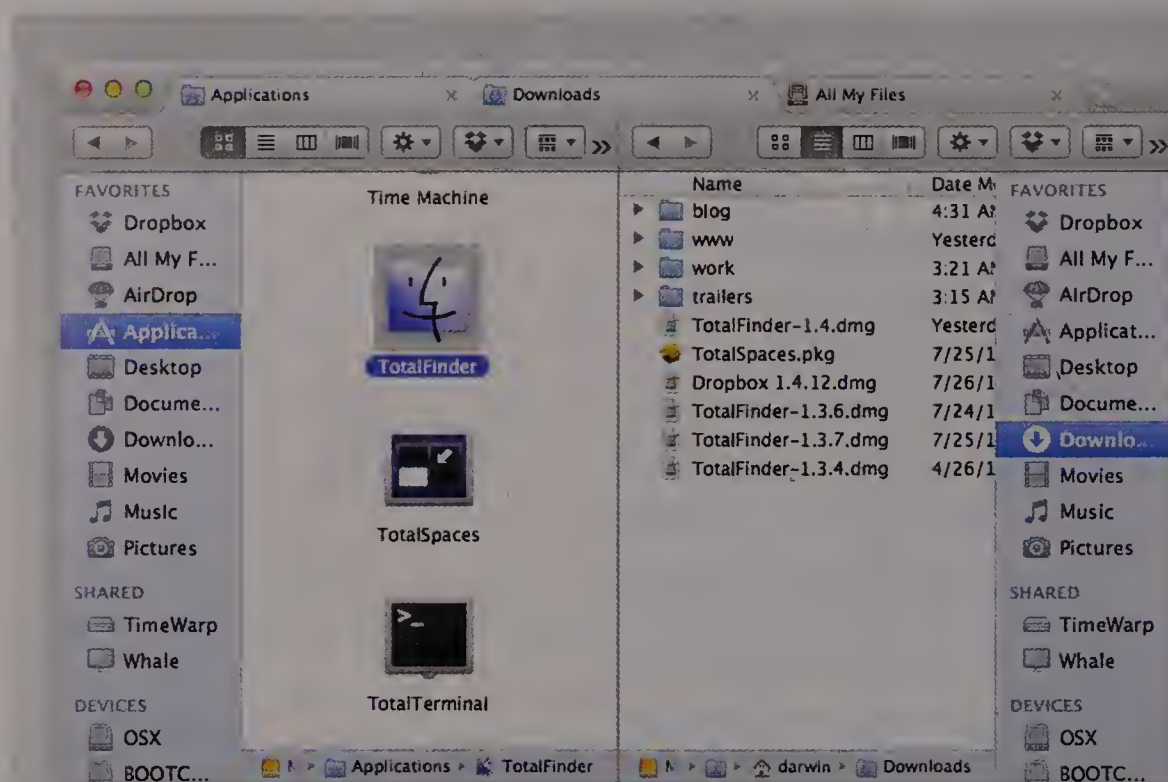 Applications
Downloads
All My Files
FAVORITES
Dropbox
All My F...
AirDrop
Applica...
Desktop
Docume...
Downlo...
Movies
Music
Pictures
SHARED
TimeWarp
Whale
DEVICES
OSX
BOOTC...
Time Machine
TotalFinder
TotalSpaces
>_
TotalTerminal
Applications ▸ TotalFinder
Name Date M
blog 4:31 A
www Yesterd
work 3:21 A
trailers 3:15 A
TotalFinder-1.4.dmg Yesterd
TotalSpaces.pkg 7/25/1
Dropbox 1.4.12.dmg 7/26/1
TotalFinder-1.3.6.dmg 7/24/1
TotalFinder-1.3.7.dmg 7/25/1
TotalFinder-1.3.4.dmg 4/26/1
darwin ▸ Downloads
FAVORITES
Dropbox
All My F...
AirDrop
Applicat...
Desktop
Docume...
Downlo...
Movies
Music
Pictures
SHARED
TimeWarp
Whale
DEVICES
OSX
BOOTC...